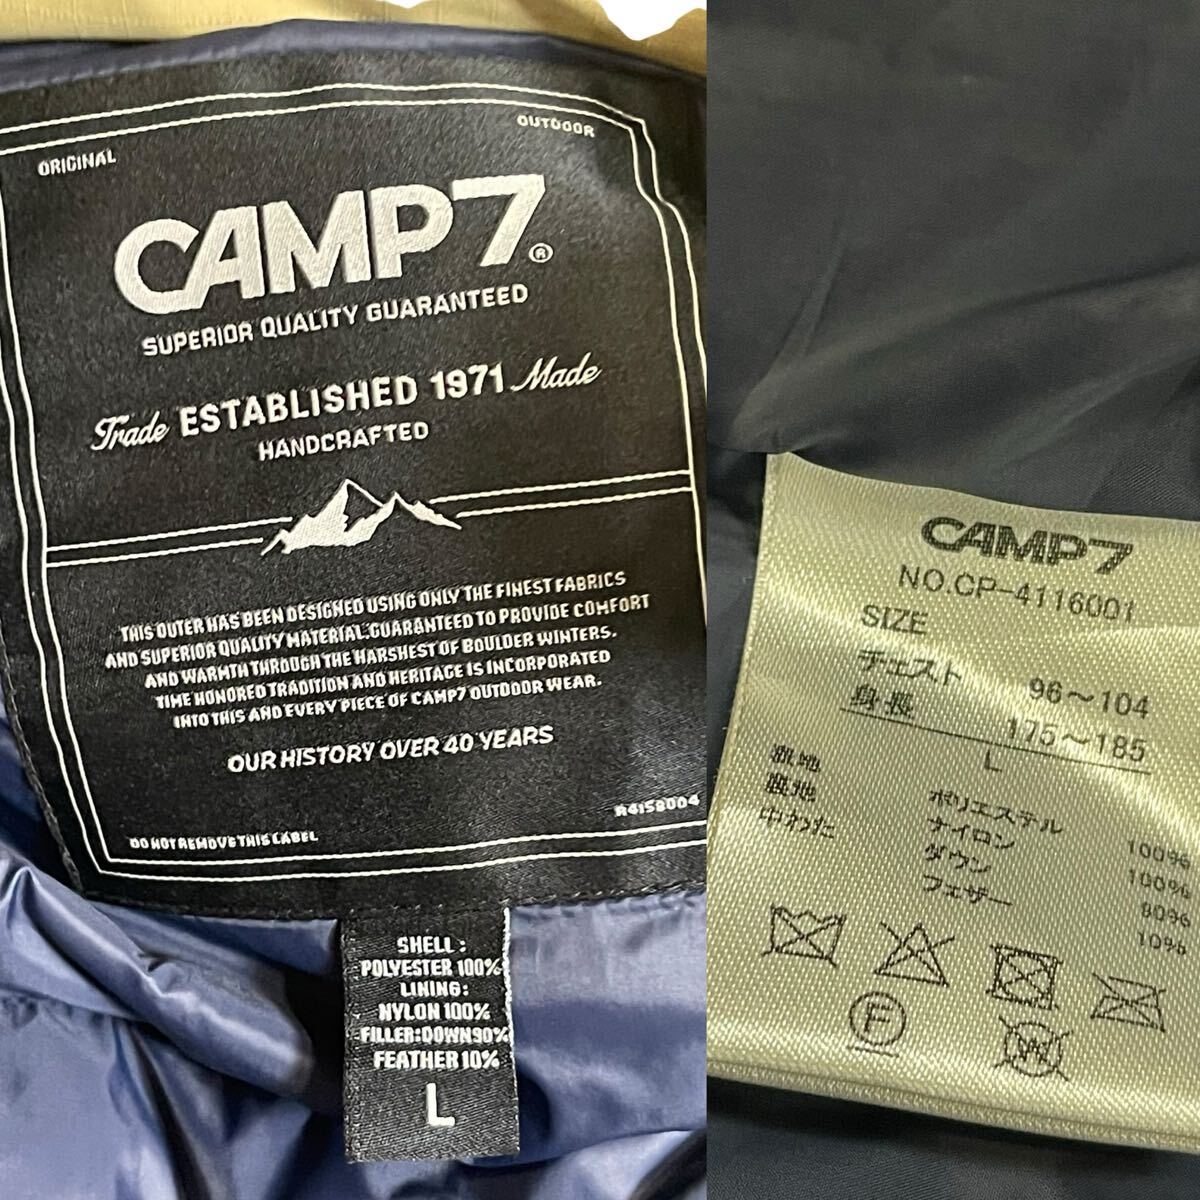 ORIGINAL
OUTDOOR
CAMP7®
SUPERIOR QUALITY GUARANTEED
Trade ESTABLISHED 1971 Made
HANDCRAFTED
THIS OUTER HAS BEEN DESIGNED USING ONLY THE FINEST FABRICS
AND SUPERIOR QUALITY MATERIAL.GUARANTEED TO PROVIDE COMFORT
AND WARMTH THROUGH THE HARSHEST OF BOULDER WINTERS.
TIME HONORED TRADITION AND HERITAGE IS INCORPORATED
INTO THIS AND EVERY PIECE OF CAMP7 OUTDOOR WEAR.
OUR HISTORY OVER 40 YEARS
R4158004
DO NOT REMOVE THIS LABEL
SHELL:
POLYESTER 100%
LINING:
NYLON 100%
FILLER:DOWN90%
FEATHER10%
L
CAMP7
NO.CP-4116001
SIZE
チェスト 96~104
身長 175~185
L
表地 ポリエステル 100%
裏地 ナイロン 100%
中わた ダウン 90%
フェザー 10%
F
W